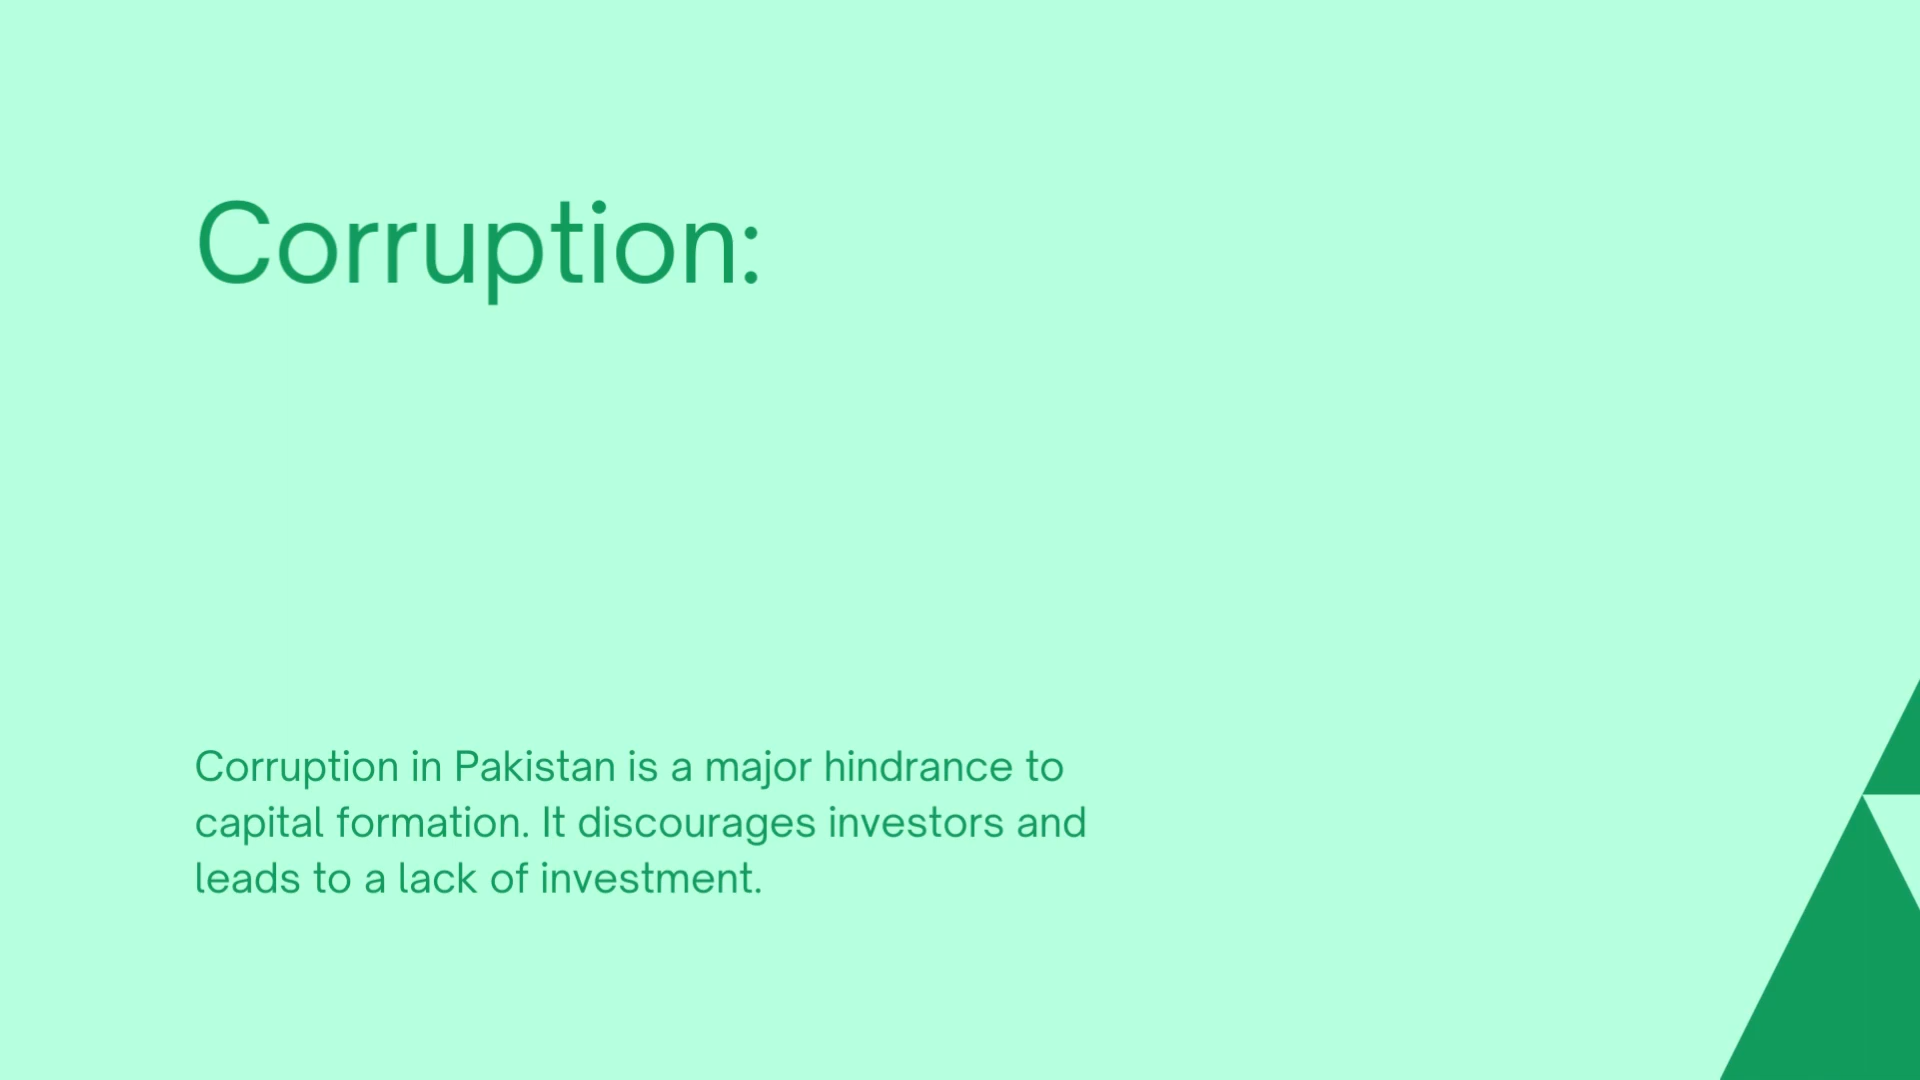 Corruption:
Corruption in Pakistan is a major hindrance to
capital formation. It discourages investors and
leads to a lack of investment.